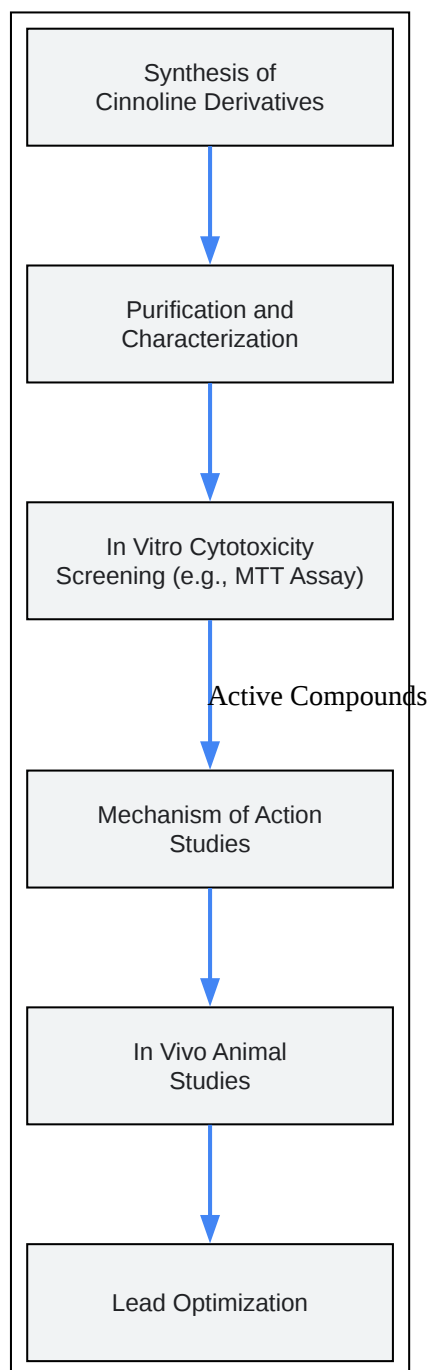 Synthesis of
Cinnoline Derivatives
Purification and
Characterization
In Vitro Cytotoxicity
Screening (e.g., MTT Assay)
Active Compounds
Mechanism of Action
Studies
In Vivo Animal
Studies
Lead Optimization